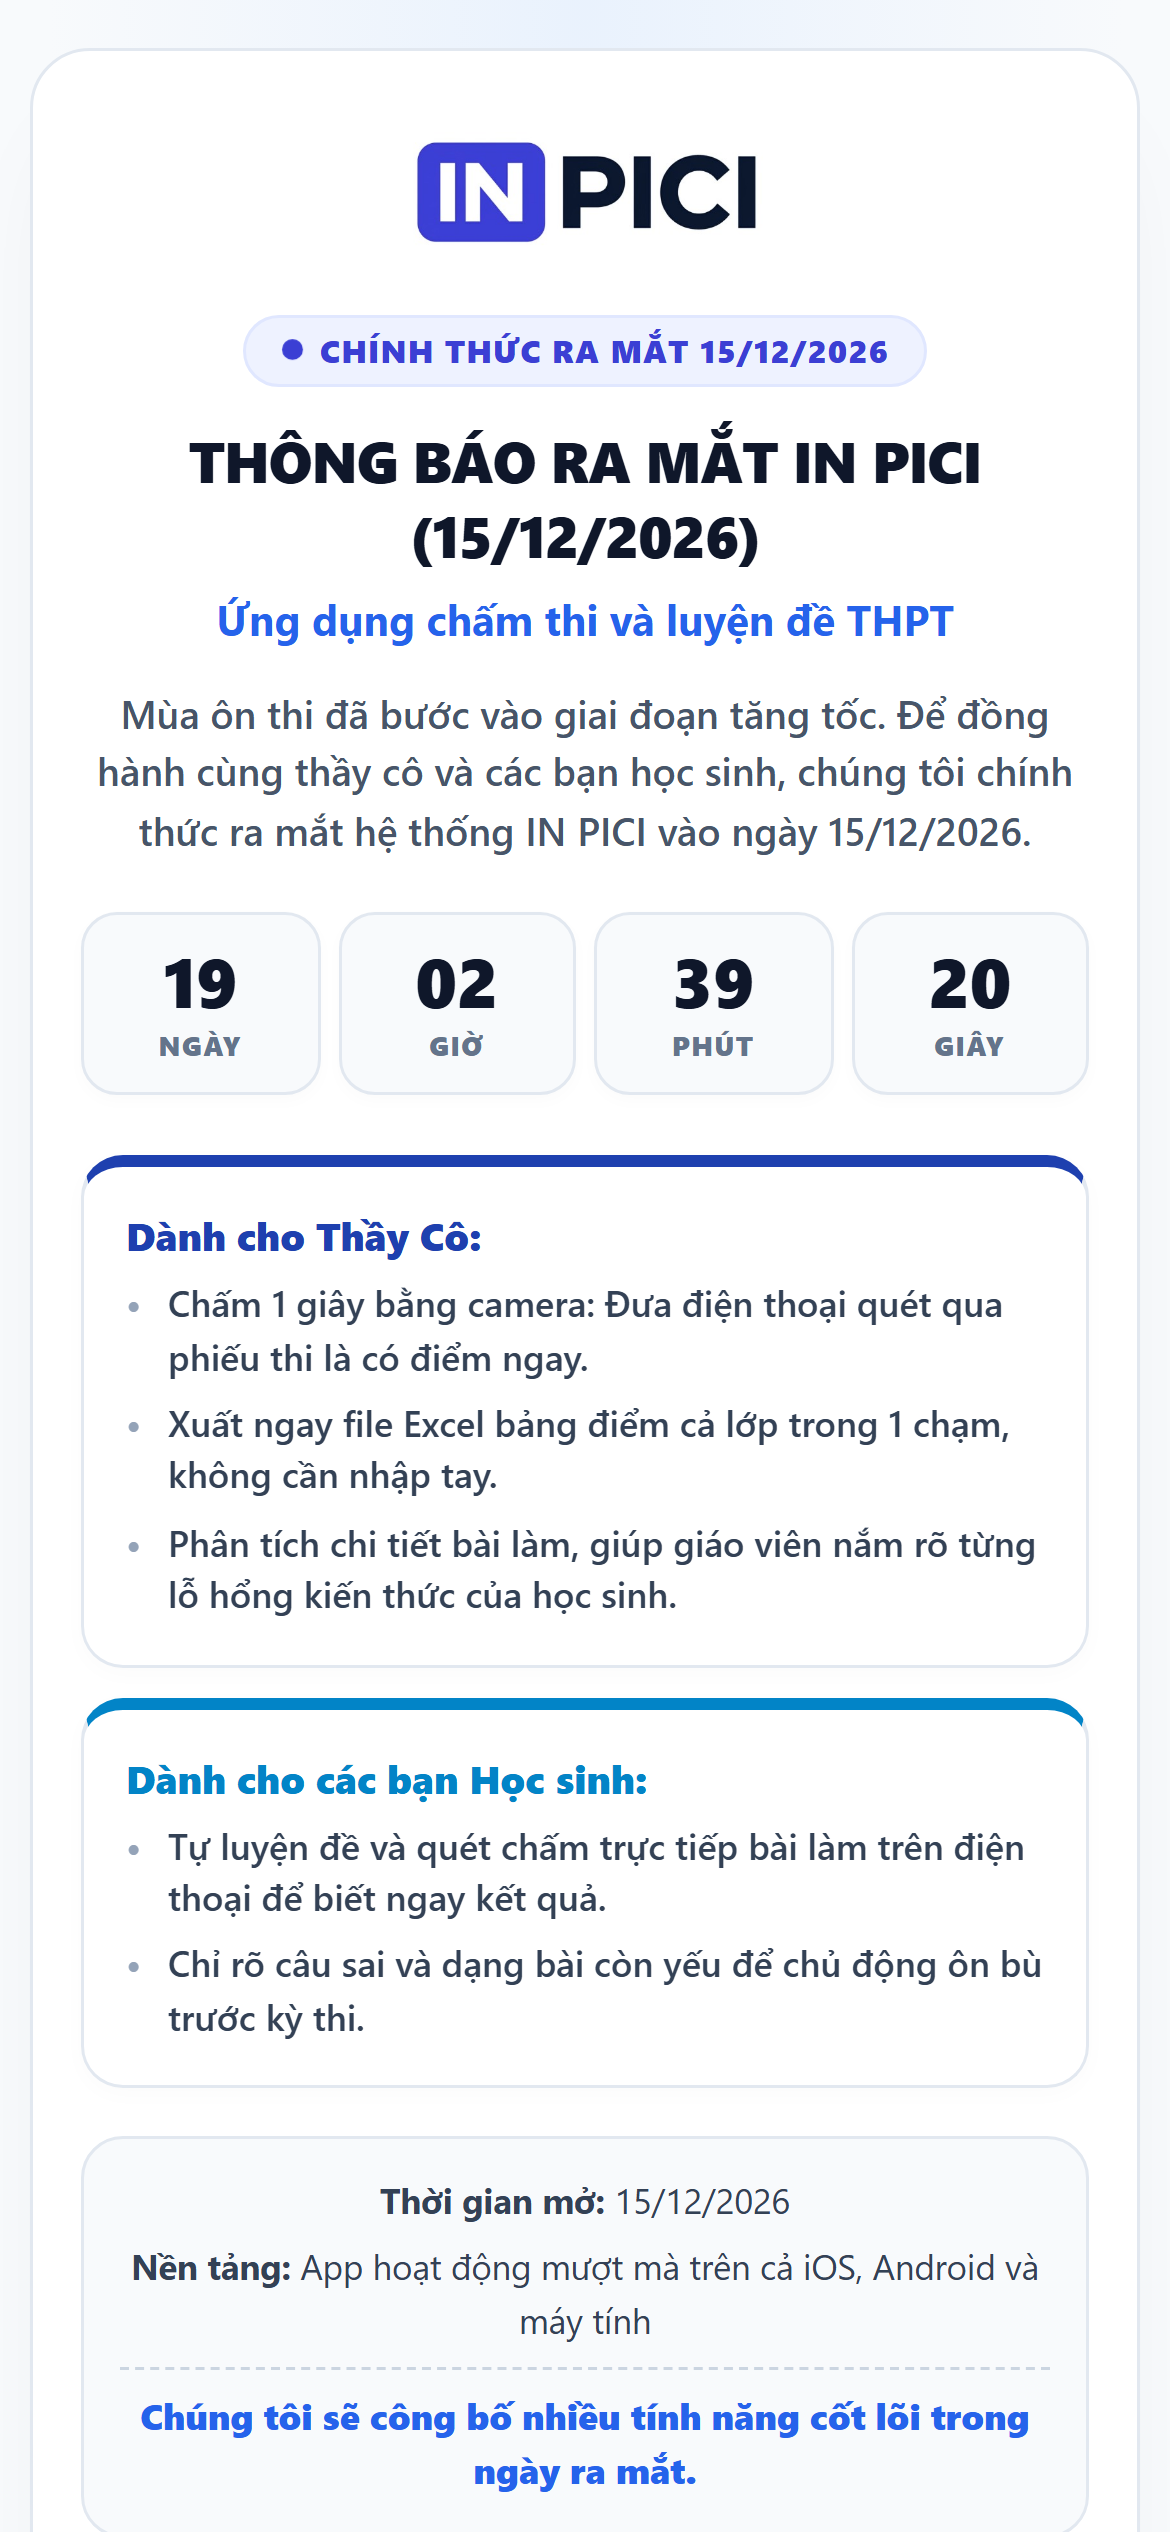 IN PICI
CHÍNH THỨC RA MẮT 15/12/2026
THÔNG BÁO RA MẮT IN PICI
(15/12/2026)
Ứng dụng chấm thi và luyện đề THPT
Mùa ôn thi đã bước vào giai đoạn tăng tốc. Để đồng
hành cùng thầy cô và các bạn học sinh, chúng tôi chính
thức ra mắt hệ thống IN PICI vào ngày 15/12/2026.
19 02 39 20
NGÀY GIỜ PHÚT GIÂY
Dành cho Thầy Cô:
• Chấm 1 giây bằng camera: Đưa điện thoại quét qua
phiếu thi là có điểm ngay.
• Xuất ngay file Excel bảng điểm cả lớp trong 1 chạm,
không cần nhập tay.
• Phân tích chi tiết bài làm, giúp giáo viên nắm rõ từng
lỗ hổng kiến thức của học sinh.
Dành cho các bạn Học sinh:
• Tự luyện đề và quét chấm trực tiếp bài làm trên điện
thoại để biết ngay kết quả.
• Chỉ rõ câu sai và dạng bài còn yếu để chủ động ôn bù
trước kỳ thi.
Thời gian mở: 15/12/2026
Nền tảng: App hoạt động mượt mà trên cả iOS, Android và
máy tính
Chúng tôi sẽ công bố nhiều tính năng cốt lõi trong
ngày ra mắt.